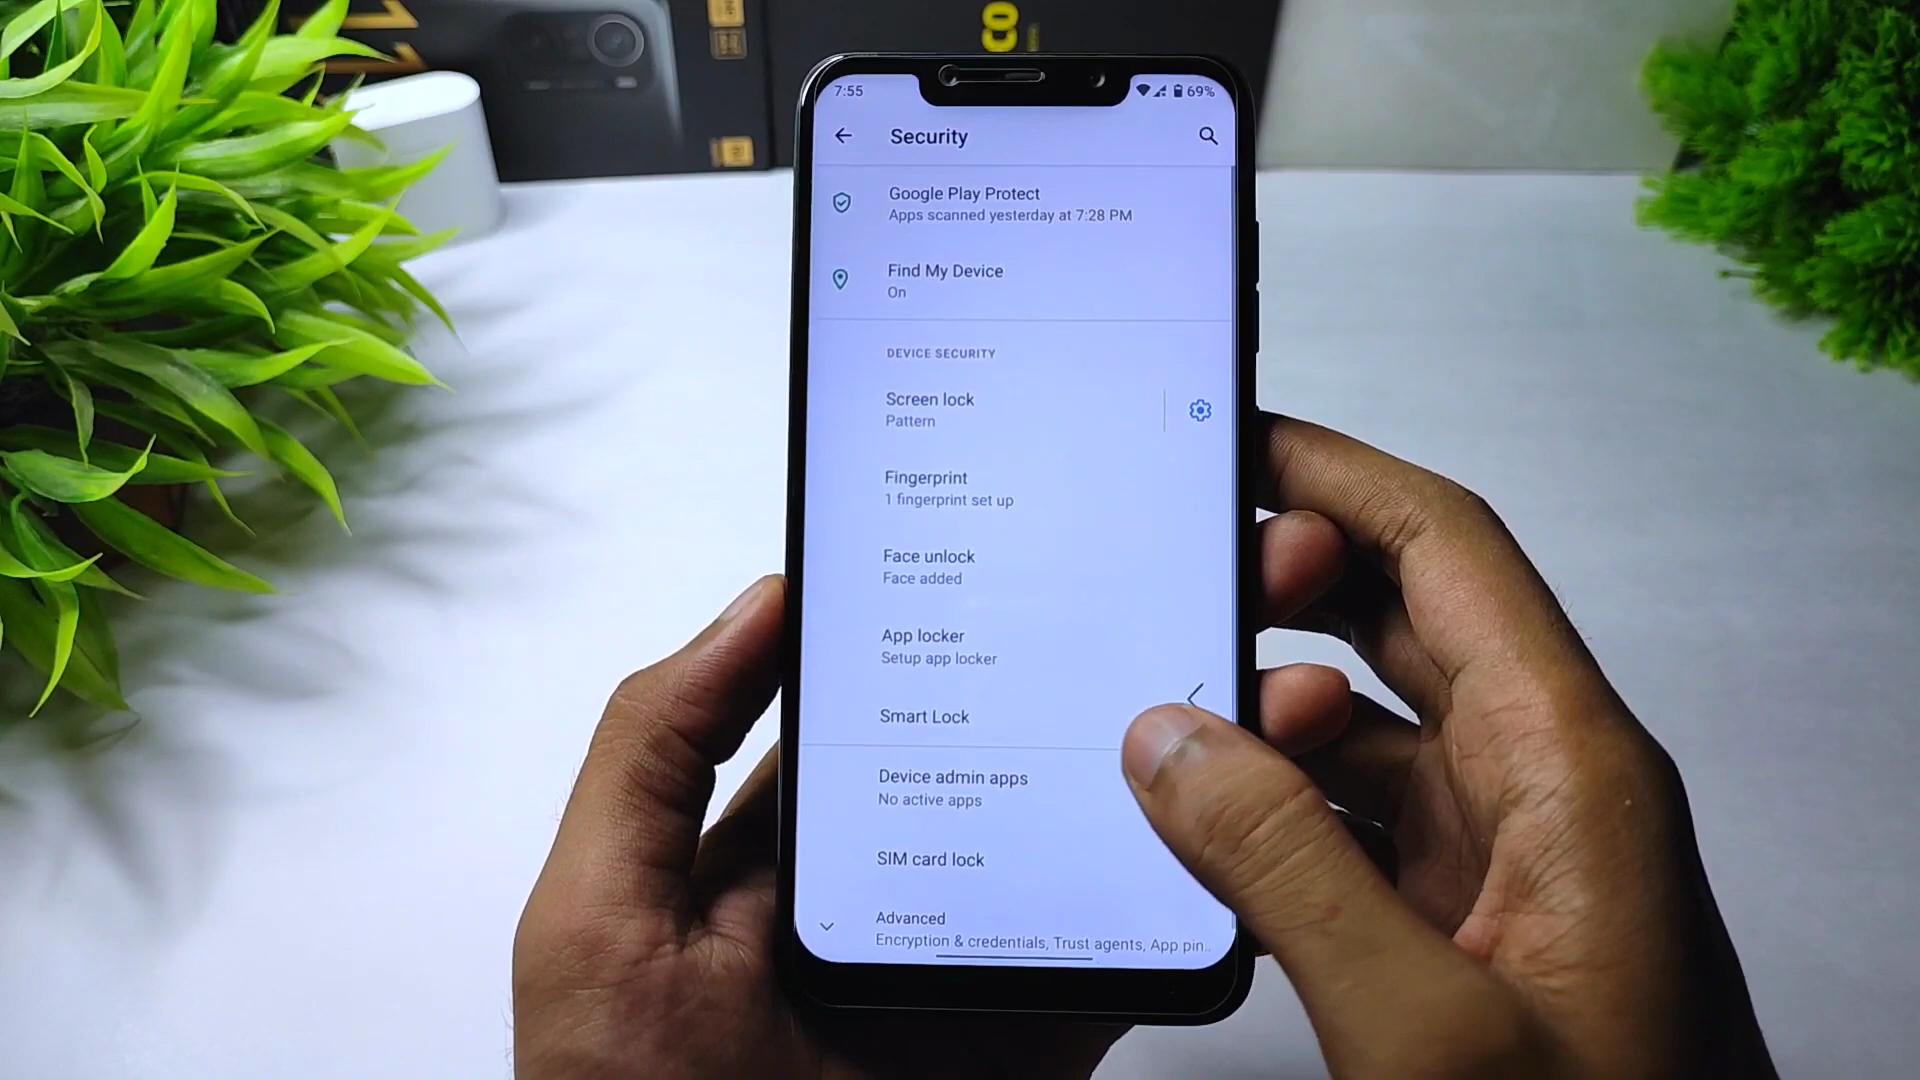 CO
7:55
69%
Security
Google Play Protect
Apps scanned yesterday at 7:28 PM
Find My Device
On
DEVICE SECURITY
Screen lock
Pattern
Fingerprint
1 fingerprint set up
Face unlock
Face added
App locker
Setup app locker
Smart Lock
Device admin apps
No active apps
SIM card lock
Advanced
Encryption & credentials, Trust agents, App pin..